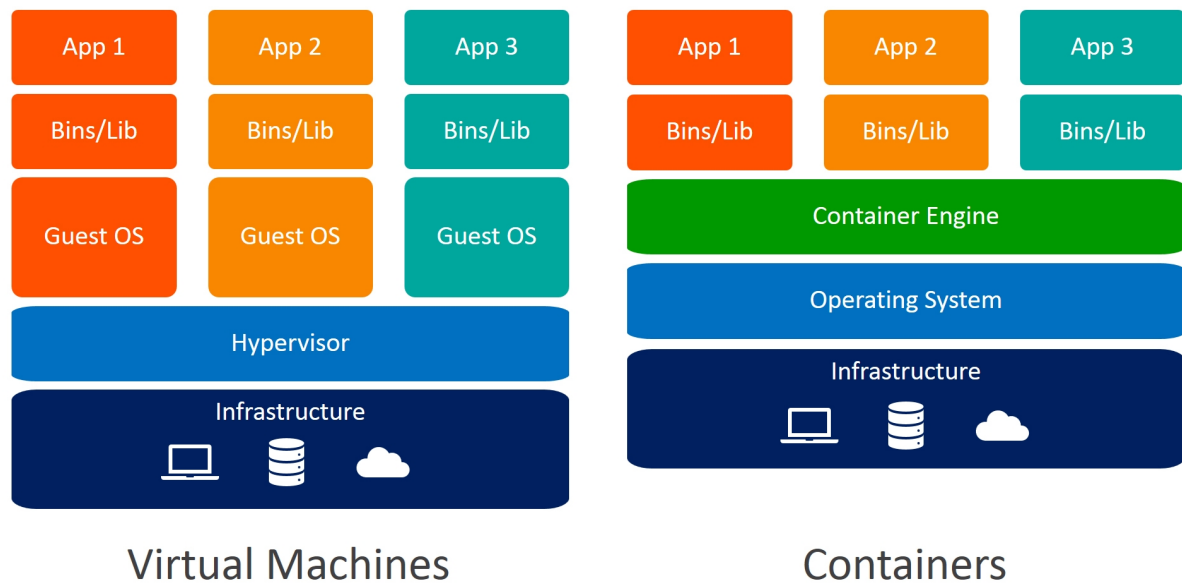 App 1
App 2
App 3
Bins/Lib
Bins/Lib
Bins/Lib
Guest OS
Guest OS
Guest OS
Hypervisor
Infrastructure
Virtual Machines
App 1
App 2
App 3
Bins/Lib
Bins/Lib
Bins/Lib
Container Engine
Operating System
Infrastructure
Containers